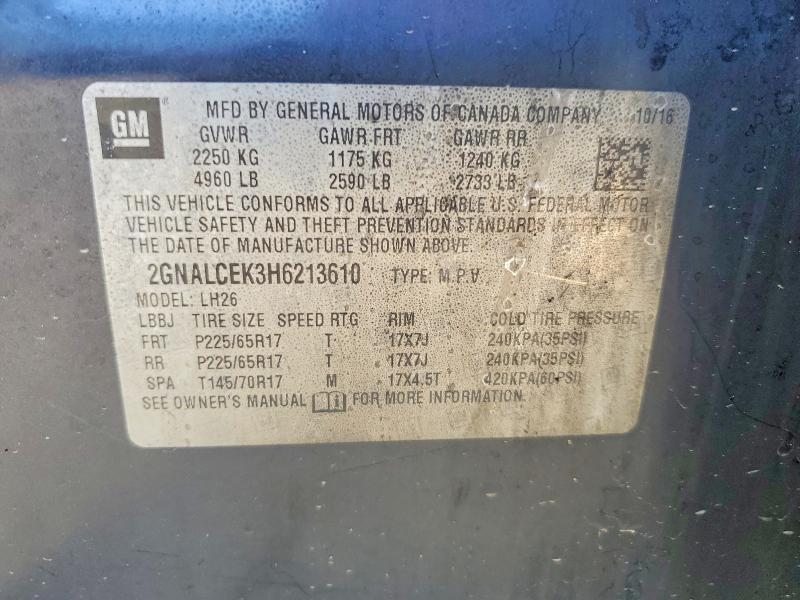 GM ® MFD BY GENERAL MOTORS OF CANADA COMPANY 10/16
GVWR GAWR FRT GAWR RR
2250 KG 1175 KG 1240 KG
4960 LB 2590 LB 2733 LB
THIS VEHICLE CONFORMS TO ALL APPLICABLE U.S. FEDERAL MOTOR
VEHICLE SAFETY AND THEFT PREVENTION STANDARDS IN EFFECT ON
THE DATE OF MANUFACTURE SHOWN ABOVE.
2GNALCEK3H6213610 TYPE: M.P.V
MODEL: LH26
LBBJ TIRE SIZE SPEED RTG RIM COLD TIRE PRESSURE
FRT P225/65R17 T 17X7J 240KPA(35PSI)
RR P225/65R17 T 17X7J 240KPA(35PSI)
SPA T145/70R17 M 17X4.5T 420KPA(60PSI)
SEE OWNER'S MANUAL FOR MORE INFORMATION.